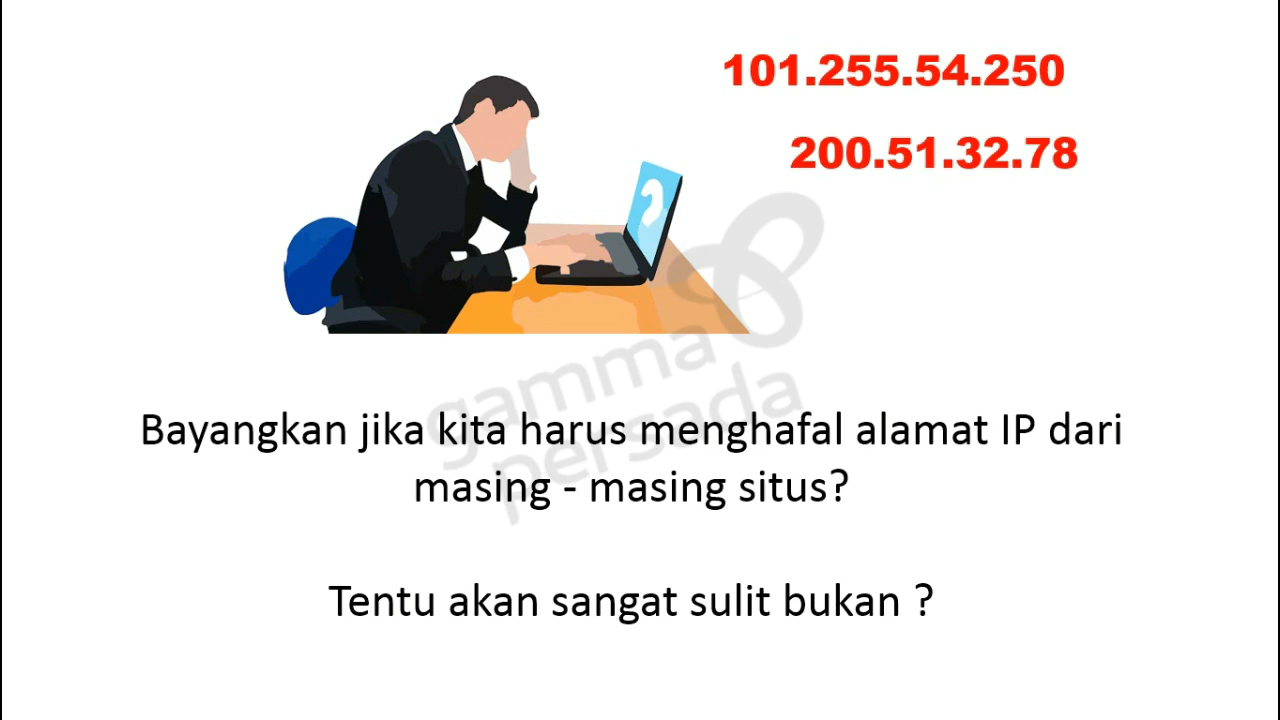 101.255.54.250
200.51.32.78
?
gamma
persada
Bayangkan jika kita harus menghafal alamat IP dari
masing - masing situs?
Tentu akan sangat sulit bukan ?